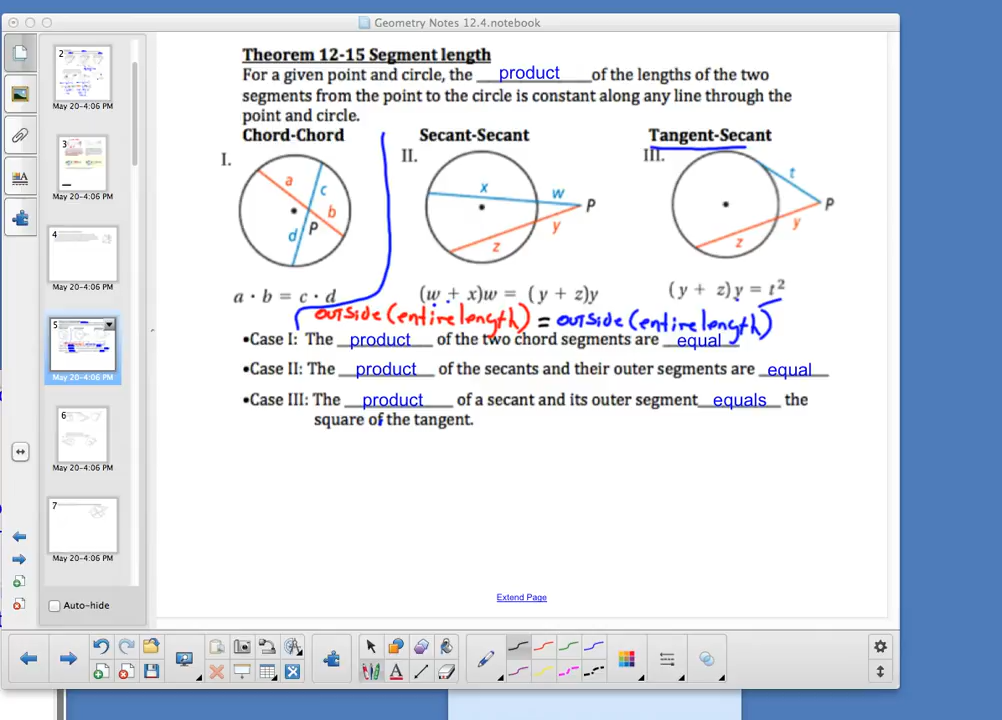 Geometry Notes 12.4.notebook
2
May 20-4:06 PM
3
May 20-4:06 PM
4
May 20-4:06 PM
5
May 20-4:06 PM
6
May 20-4:06 PM
7
May 20-4:06 PM
Auto-hide
Theorem 12-15 Segment length
For a given point and circle, the product of the lengths of the two
segments from the point to the circle is constant along any line through the
point and circle.
Chord-Chord Secant-Secant Tangent-Secant
I. II. III.
a c b d P
x w P y z
t P y z
a · b = c · d (w + x)w = (y + z)y (y + z)y = t²
outside (entire length) = outside (entire length)
•Case I: The product of the two chord segments are equal
•Case II: The product of the secants and their outer segments are equal
•Case III: The product of a secant and its outer segment equals the
square of the tangent.
Extend Page
A